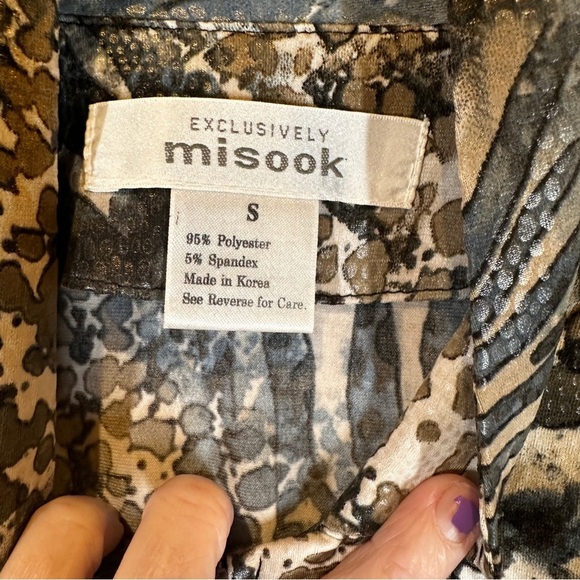 EXCLUSIVELY
misook
S
95% Polyester
5% Spandex
Made in Korea
See Reverse for Care.